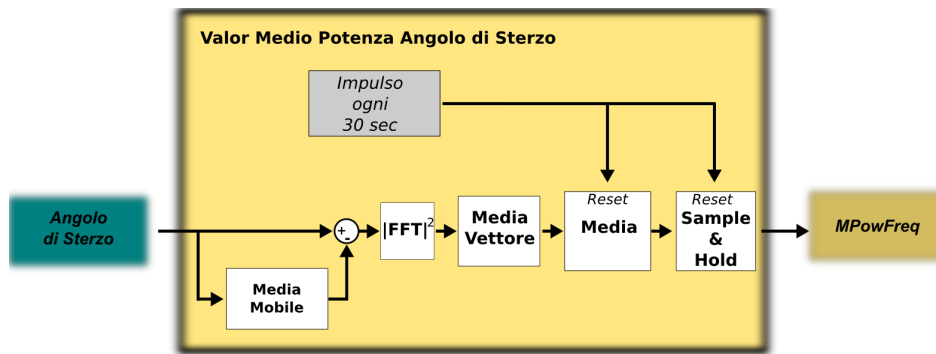 Valor Medio Potenza Angolo di Sterzo
Impulso
ogni
30 sec
Angolo
di Sterzo
+
-
|FFT|²
Media
Vettore
Reset
Media
Reset
Sample
&
Hold
MPowFreq
Media
Mobile